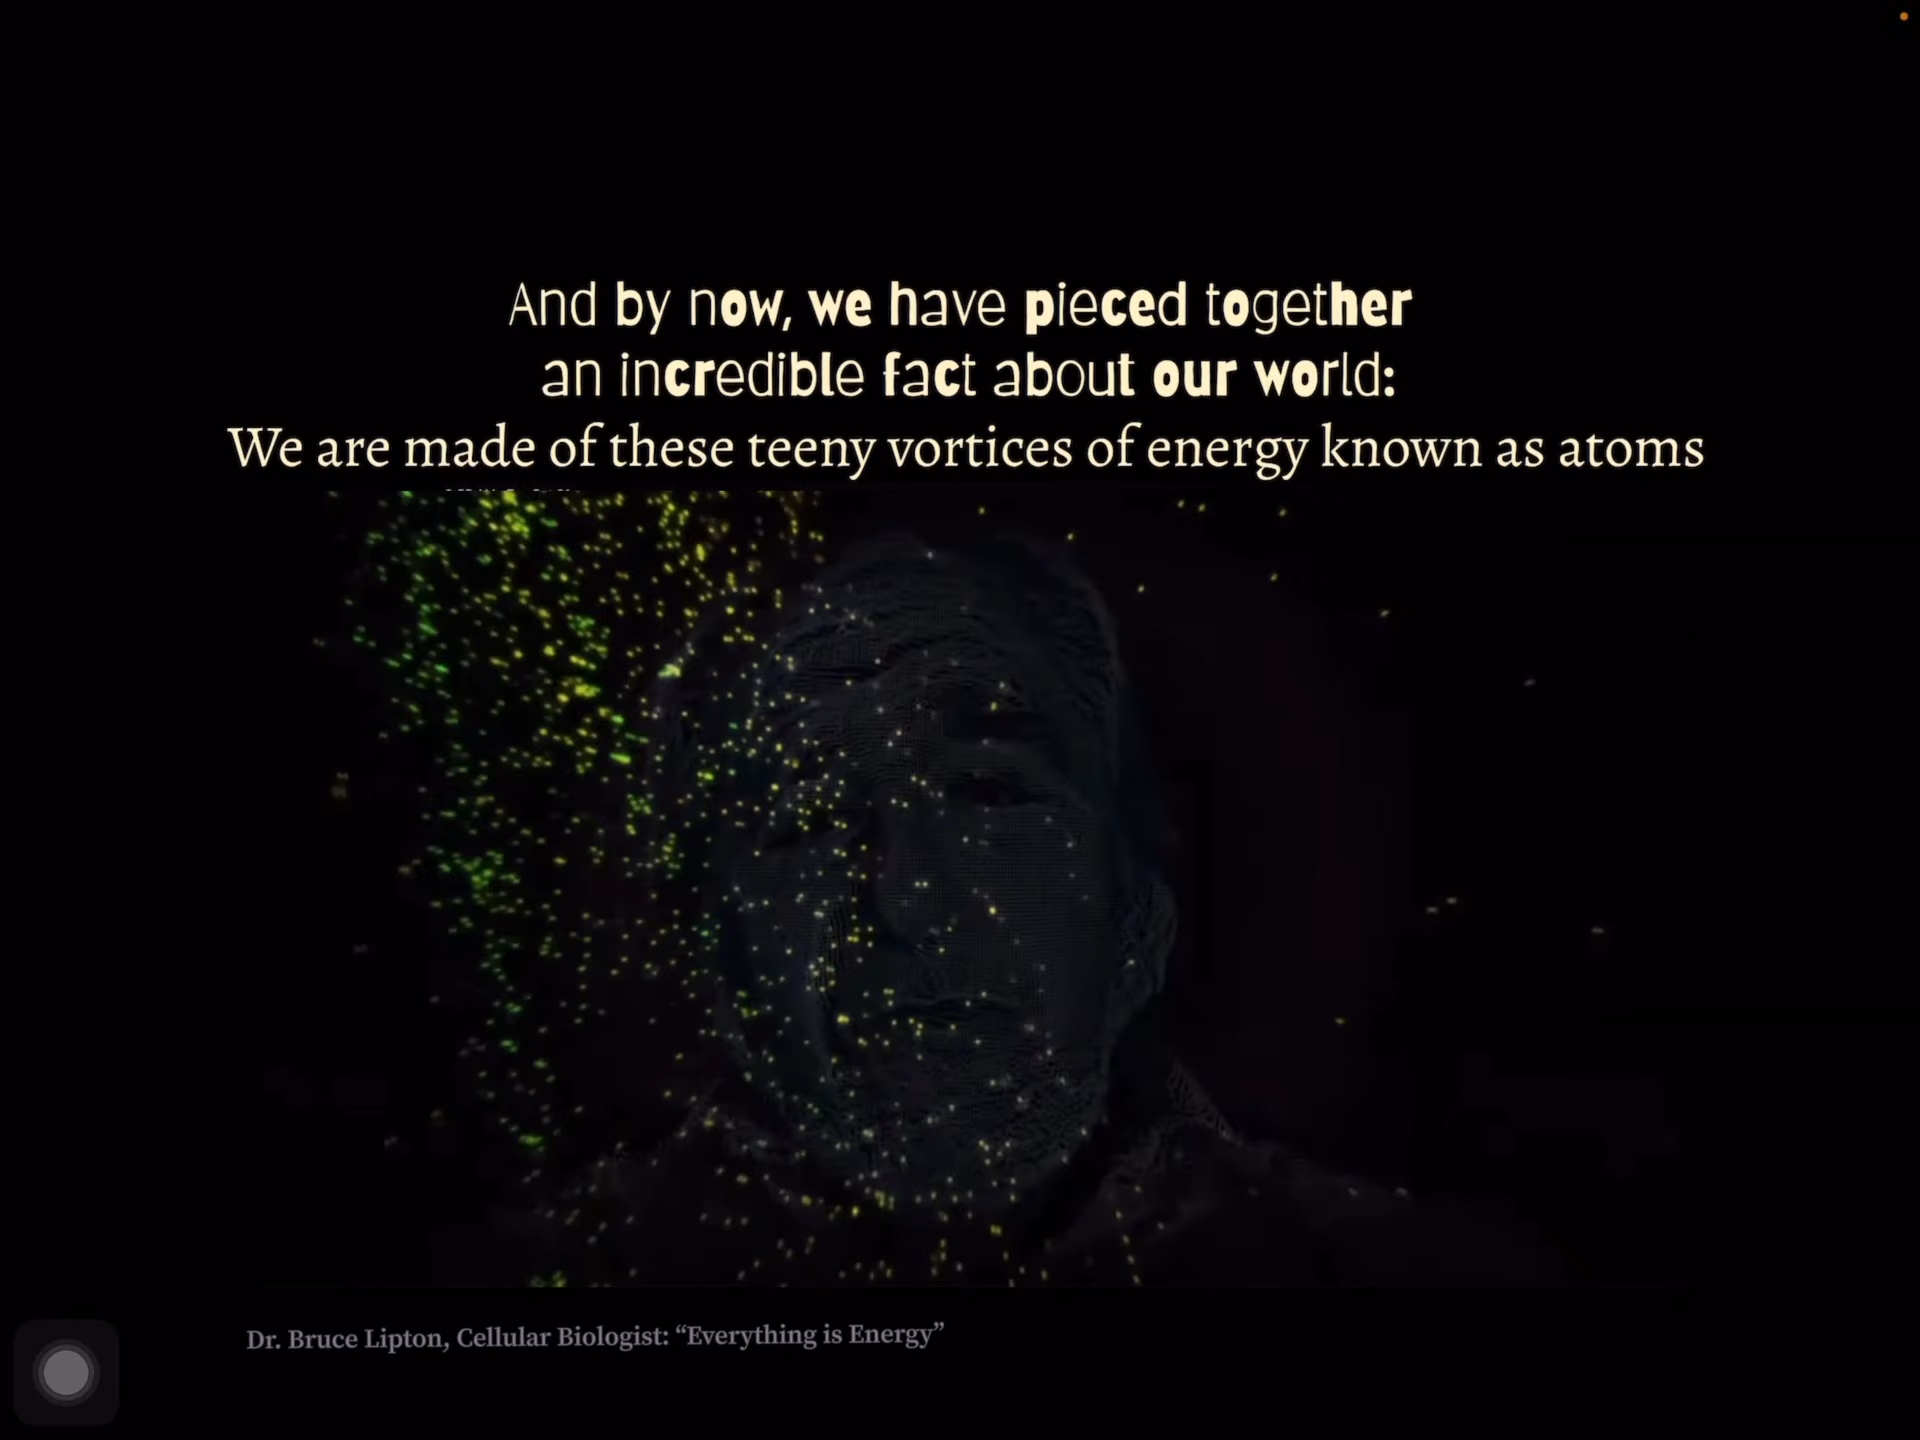 And by now, we have pieced together
an incredible fact about our world:
We are made of these teeny vortices of energy known as atoms
Dr. Bruce Lipton, Cellular Biologist: “Everything is Energy”